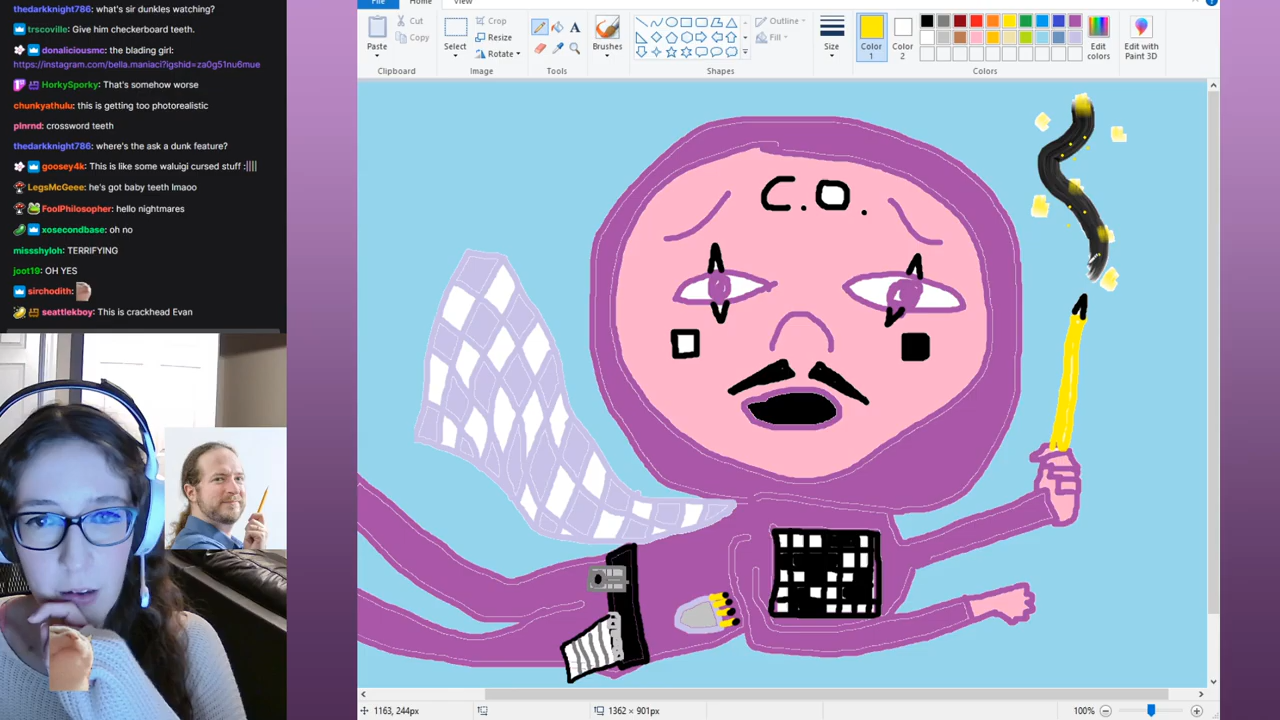 thedarkknight786: what's sir dunkles watching?
trscoville: Give him checkerboard teeth.
donaliciousmc: the blading girl:
https://instagram.com/bella.maniaci?igshid=za0g51nu6mue
HorkySporky: That's somehow worse
chunkyathulu: this is getting too photorealistic
plnrnd: crossword teeth
thedarkknight786: where's the ask a dunk feature?
goosey4k: This is like some waluigi cursed stuff :||||
LegsMcGeee: he's got baby teeth lmaoo
FoolPhilosopher: hello nightmares
xosecondbase: oh no
missshyloh: TERRIFYING
joot19: OH YES
sirchodith:
seattlekboy: This is crackhead Evan
File Home View
Paste
Cut
Copy
Clipboard
Select
Crop
Resize
Rotate
Image
A
Tools
Brushes
Shapes
Outline
Fill
Size
Color 1
Color 2
Edit colors
Colors
Edit with Paint 3D
C.O.
1163, 244px
1362 × 901px
100%